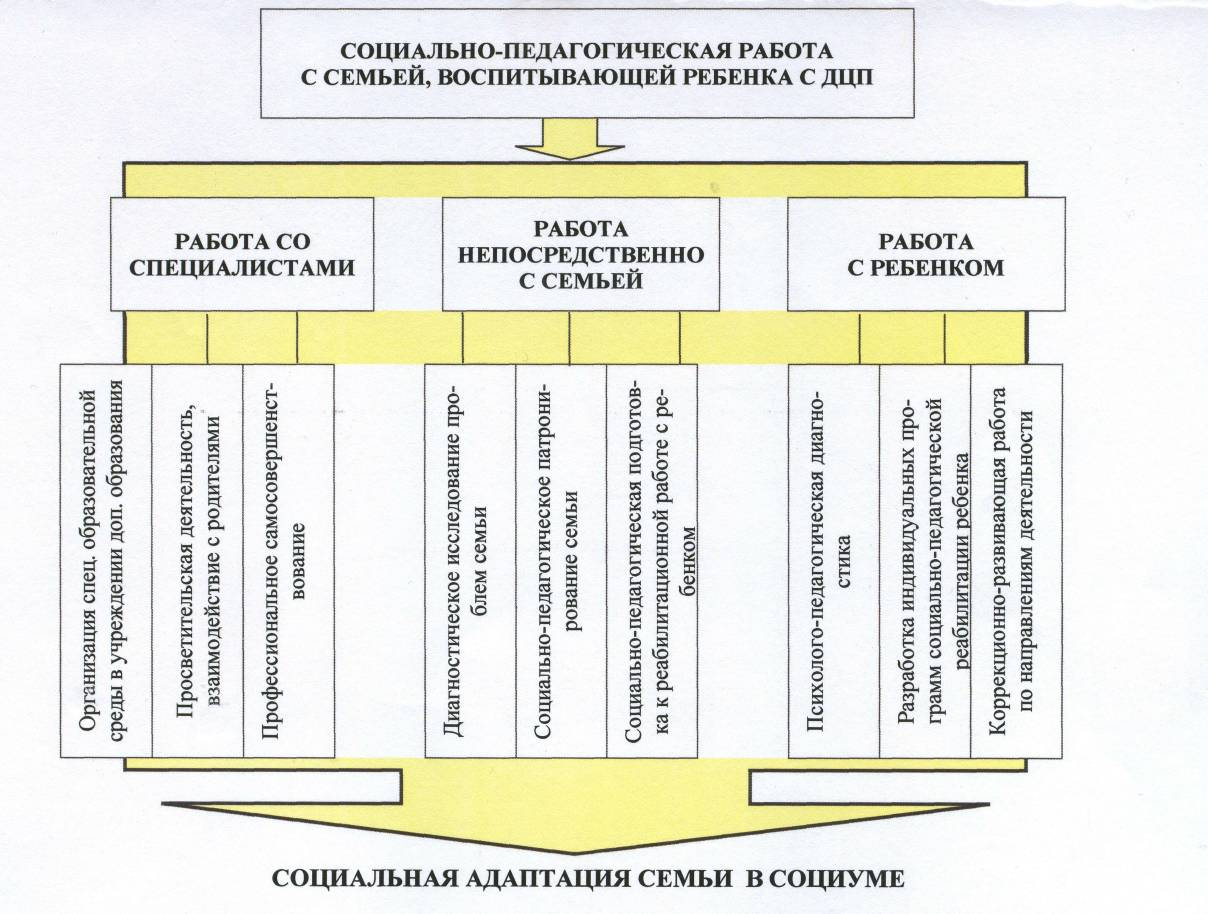 СОЦИАЛЬНО-ПЕДАГОГИЧЕСКАЯ РАБОТА
С СЕМЬЕЙ, ВОСПИТЫВАЮЩЕЙ РЕБЕНКА С ДЦП
РАБОТА СО
СПЕЦИАЛИСТАМИ
РАБОТА
НЕПОСРЕДСТВЕННО
С СЕМЬЕЙ
РАБОТА
С РЕБЕНКОМ
Организация спец. образовательной
среды в учреждении доп. образования
Просветительская деятельность,
взаимодействие с родителями
Профессиональное самосовершенст-
вование
Диагностическое исследование про-
блем семьи
Социально-педагогическое патрони-
рование семьи
Социально-педагогическая подготов-
ка к реабилитационной работе с ре-
бенком
Психолого-педагогическая диагно-
стика
Разработка индивидуальных про-
грамм социально-педагогической
реабилитации ребенка
Коррекционно-развивающая работа
по направлениям деятельности
СОЦИАЛЬНАЯ АДАПТАЦИЯ СЕМЬИ В СОЦИУМЕ